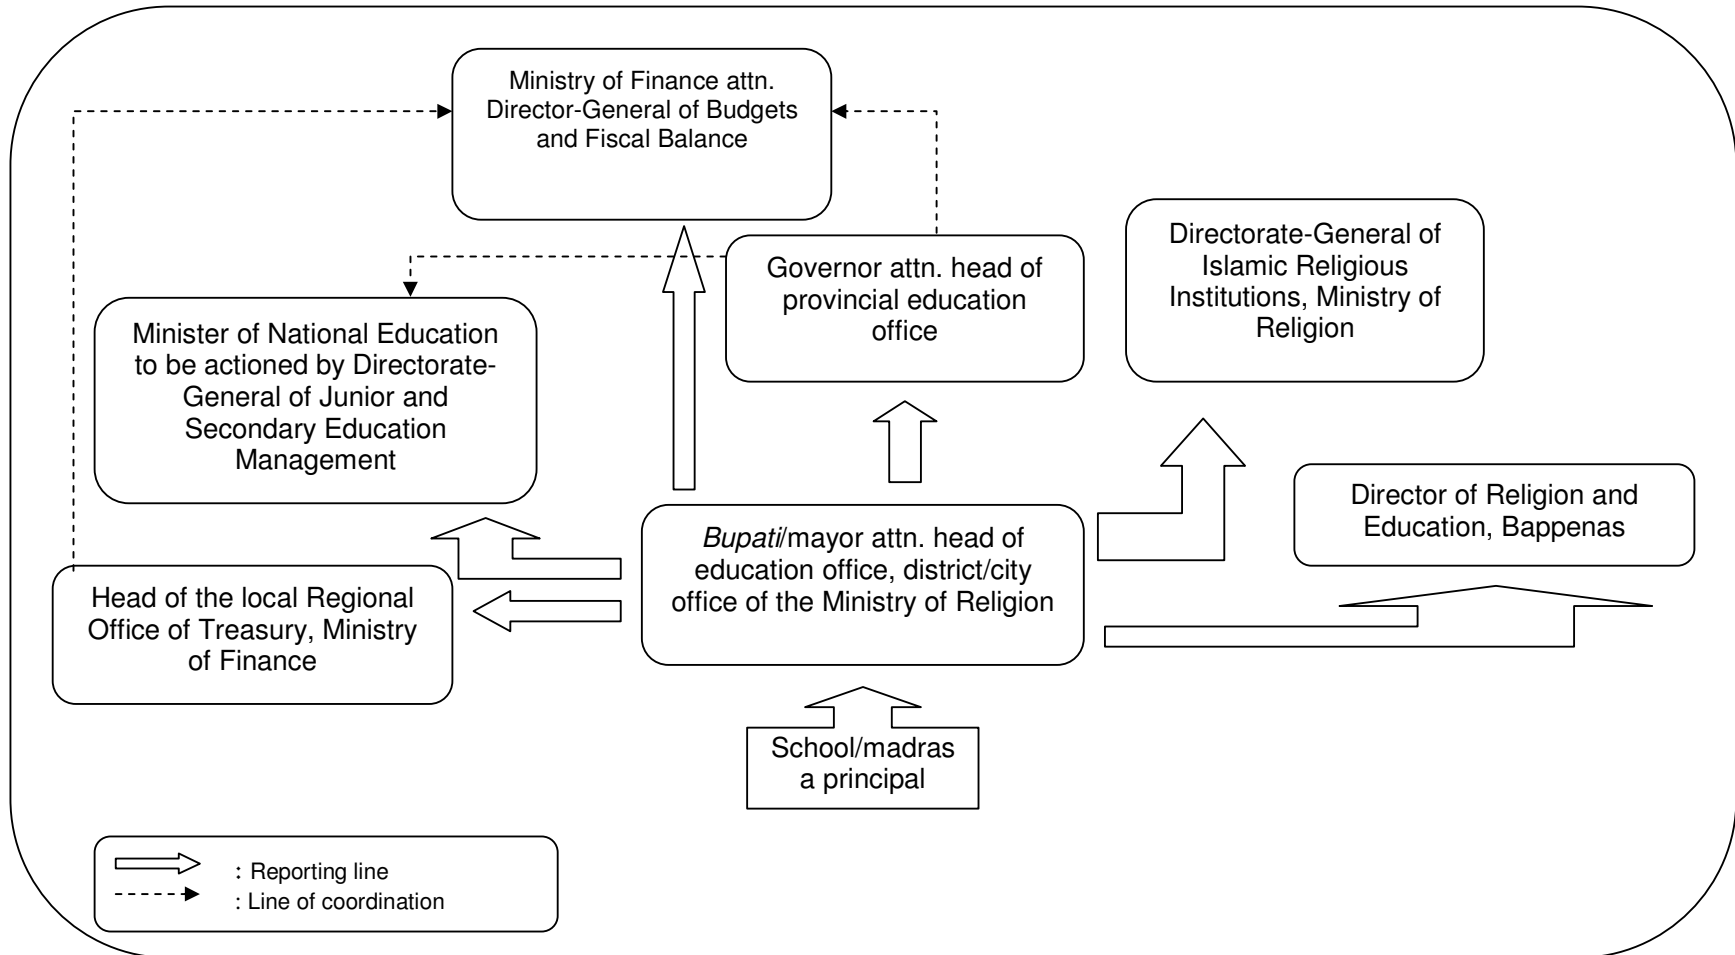 Ministry of Finance attn.
Director-General of Budgets
and Fiscal Balance
Governor attn. head of
provincial education
office
Directorate-General of
Islamic Religious
Institutions, Ministry of
Religion
Minister of National Education
to be actioned by Directorate-
General of Junior and
Secondary Education
Management
Director of Religion and
Education, Bappenas
Bupati/mayor attn. head of
education office, district/city
office of the Ministry of Religion
Head of the local Regional
Office of Treasury, Ministry
of Finance
School/madras
a principal
: Reporting line
: Line of coordination